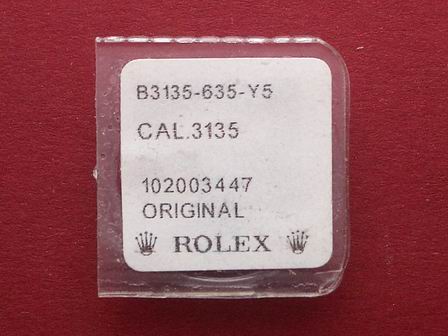 B3135-635-Y5
CAL.3135
102003447
ORIGINAL
ROLEX